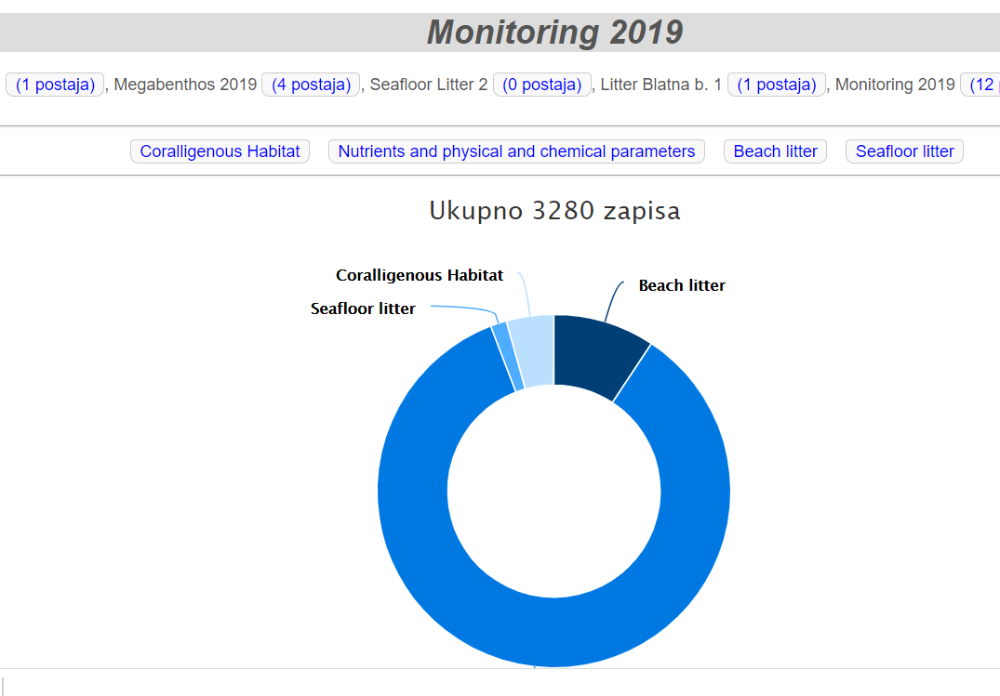 Monitoring 2019
(1 postaja) , Megabenthos 2019 (4 postaja) , Seafloor Litter 2 (0 postaja) , Litter Blatna b. 1 (1 postaja) , Monitoring 2019 (12
Coralligenous Habitat Nutrients and physical and chemical parameters Beach litter Seafloor litter
Ukupno 3280 zapisa
Coralligenous Habitat
Beach litter
Seafloor litter